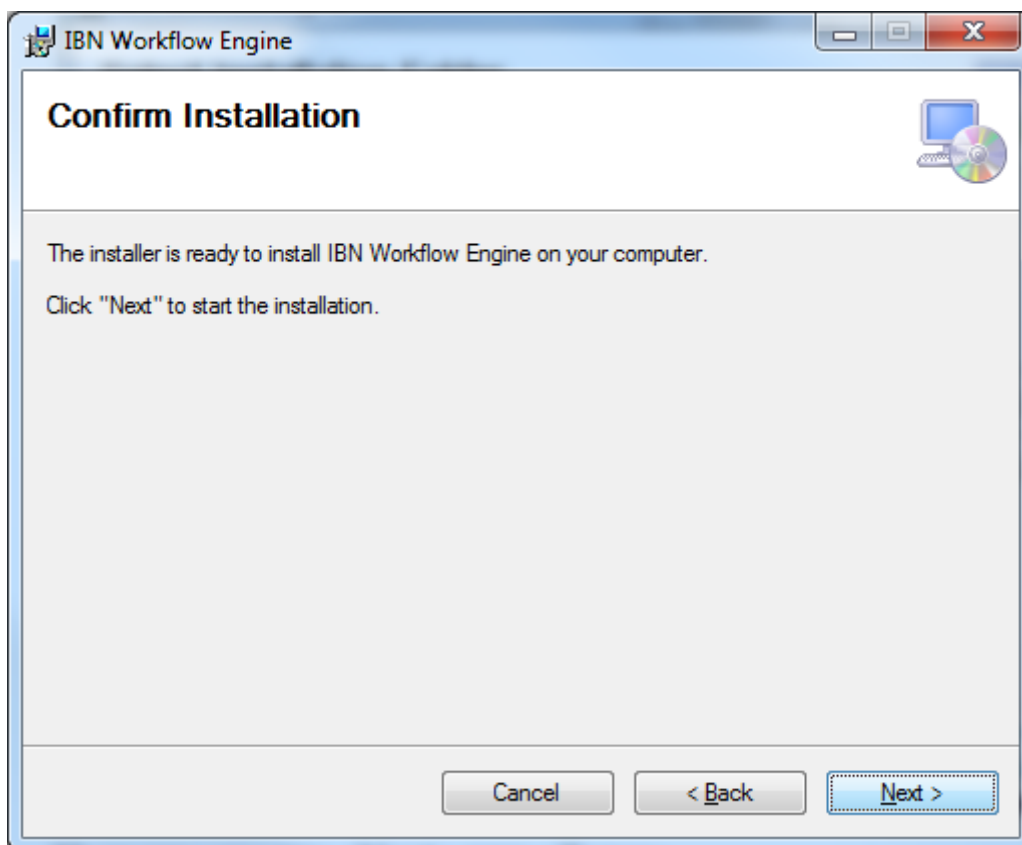 IBN Workflow Engine
Confirm Installation
The installer is ready to install IBN Workflow Engine on your computer.
Click "Next" to start the installation.
Cancel
< Back
Next >